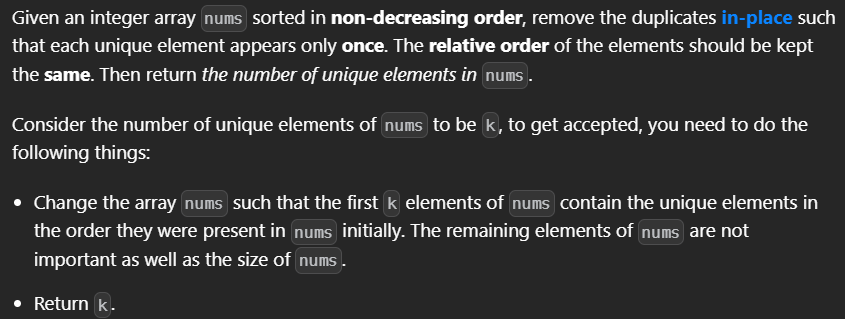 Given an integer array nums sorted in non-decreasing order, remove the duplicates in-place such
that each unique element appears only once. The relative order of the elements should be kept
the same. Then return the number of unique elements in nums.
Consider the number of unique elements of nums to be k, to get accepted, you need to do the
following things:
• Change the array nums such that the first k elements of nums contain the unique elements in
the order they were present in nums initially. The remaining elements of nums are not
important as well as the size of nums.
• Return k.